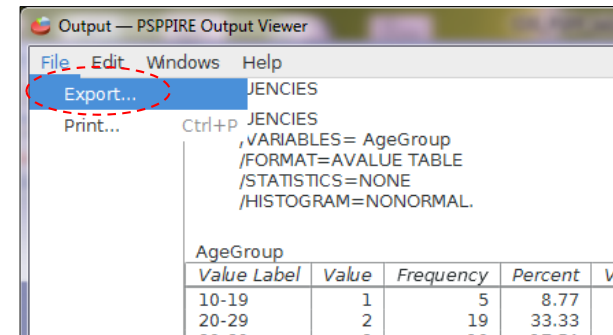 Output — PSPPIRE Output Viewer
File Edit Windows Help
Export...
Print... Ctrl+P
UENCIES
UENCIES
/VARIABLES= AgeGroup
/FORMAT=AVALUE TABLE
/STATISTICS=NONE
/HISTOGRAM=NONORMAL.
AgeGroup
Value Label Value Frequency Percent V
10-19 1 5 8.77
20-29 2 19 33.33